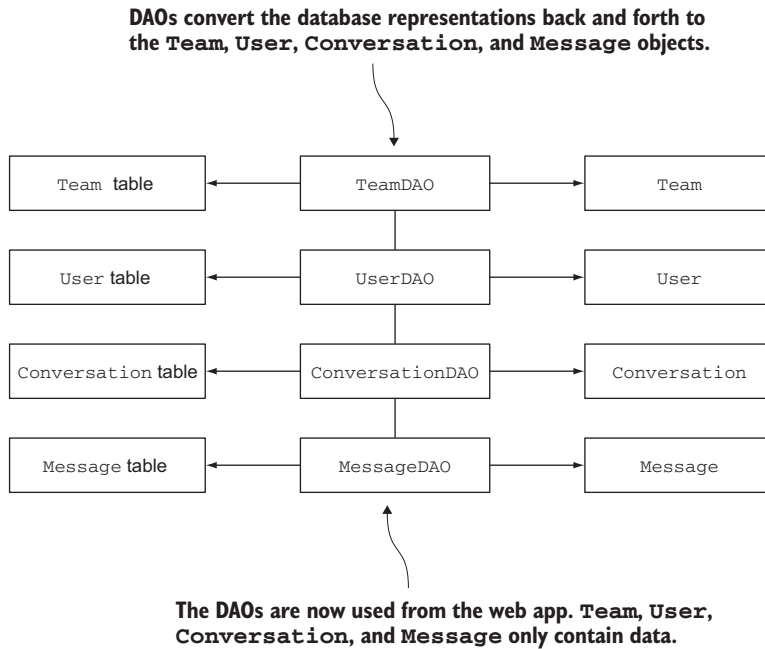 DAOs convert the database representations back and forth to
the Team, User, Conversation, and Message objects.
Team table
TeamDAO
Team
User table
UserDAO
User
Conversation table
ConversationDAO
Conversation
Message table
MessageDAO
Message
The DAOs are now used from the web app. Team, User,
Conversation, and Message only contain data.